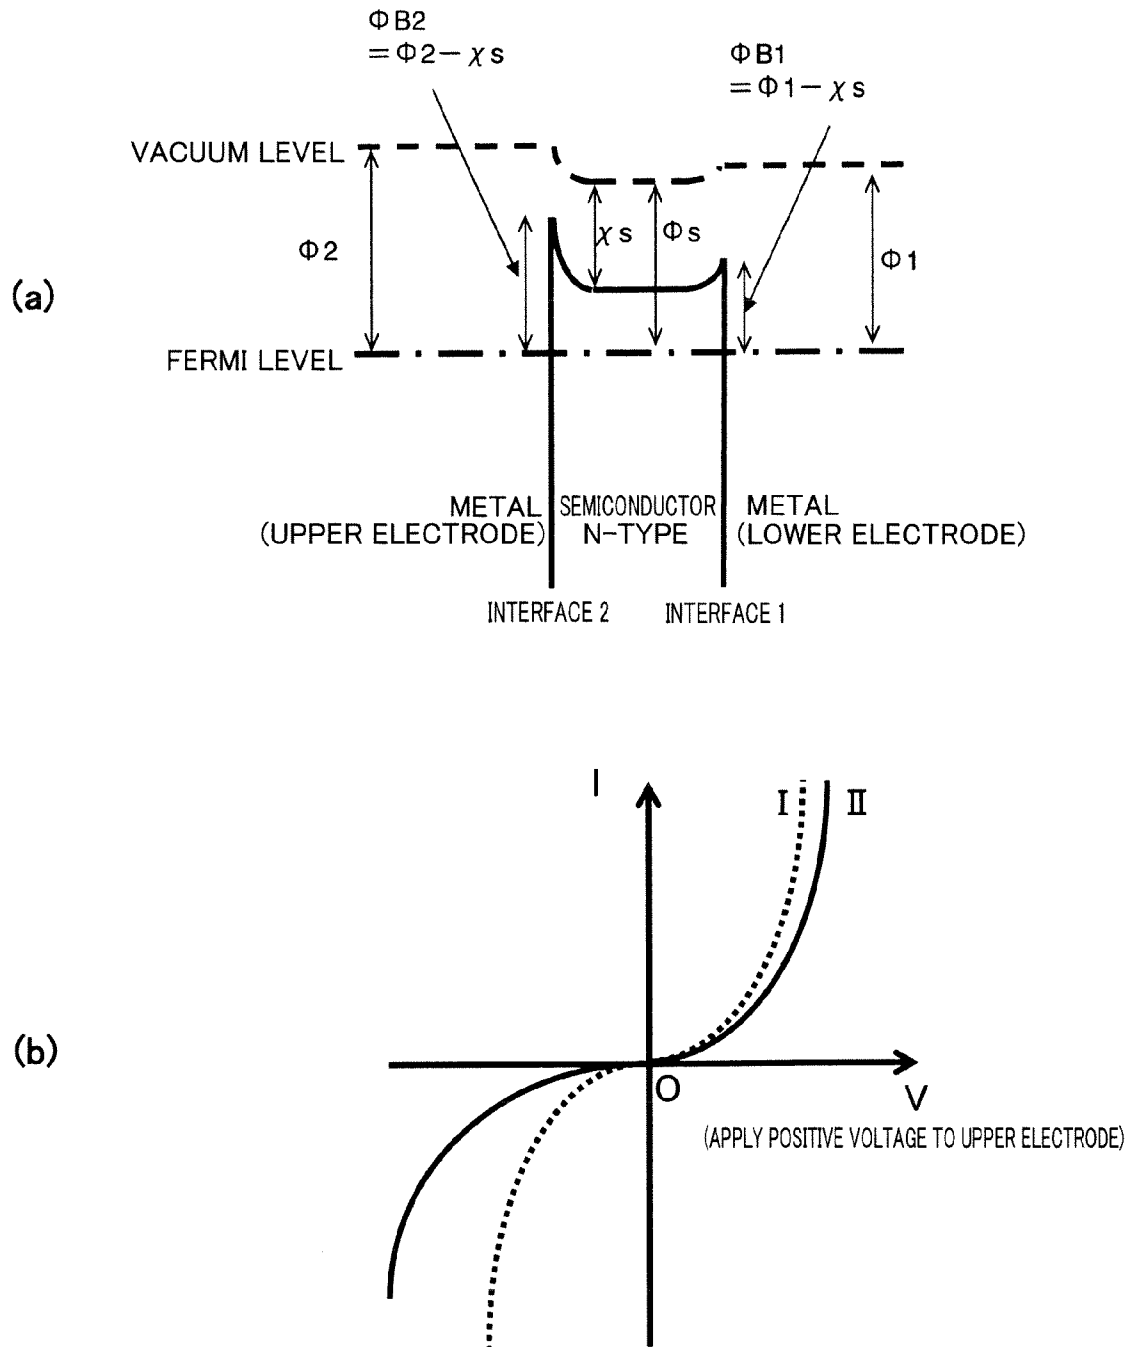 ΦB2
=Φ2−χs
ΦB1
=Φ1−χs
VACUUM LEVEL
Φ2
χs
Φs
Φ1
(a)
FERMI LEVEL
METAL
(UPPER ELECTRODE)
SEMICONDUCTOR
N-TYPE
METAL
(LOWER ELECTRODE)
INTERFACE 2
INTERFACE 1
I
I
II
(b)
O
V
(APPLY POSITIVE VOLTAGE TO UPPER ELECTRODE)